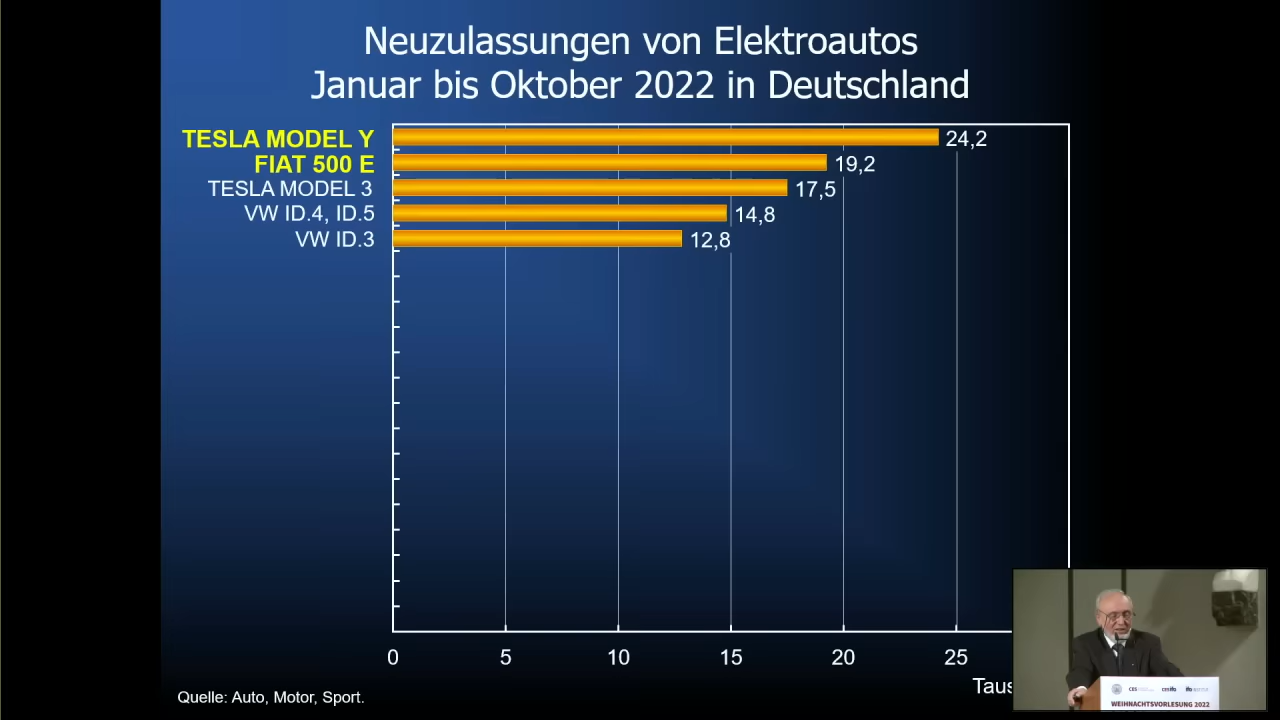 Neuzulassungen von Elektroautos
Januar bis Oktober 2022 in Deutschland
TESLA MODEL Y 24,2
FIAT 500 E 19,2
TESLA MODEL 3 17,5
VW ID.4, ID.5 14,8
VW ID.3 12,8
0 5 10 15 20 25
Taus
Quelle: Auto, Motor, Sport.
CES ifo
WEIHNACHTSVORLESUNG 2022